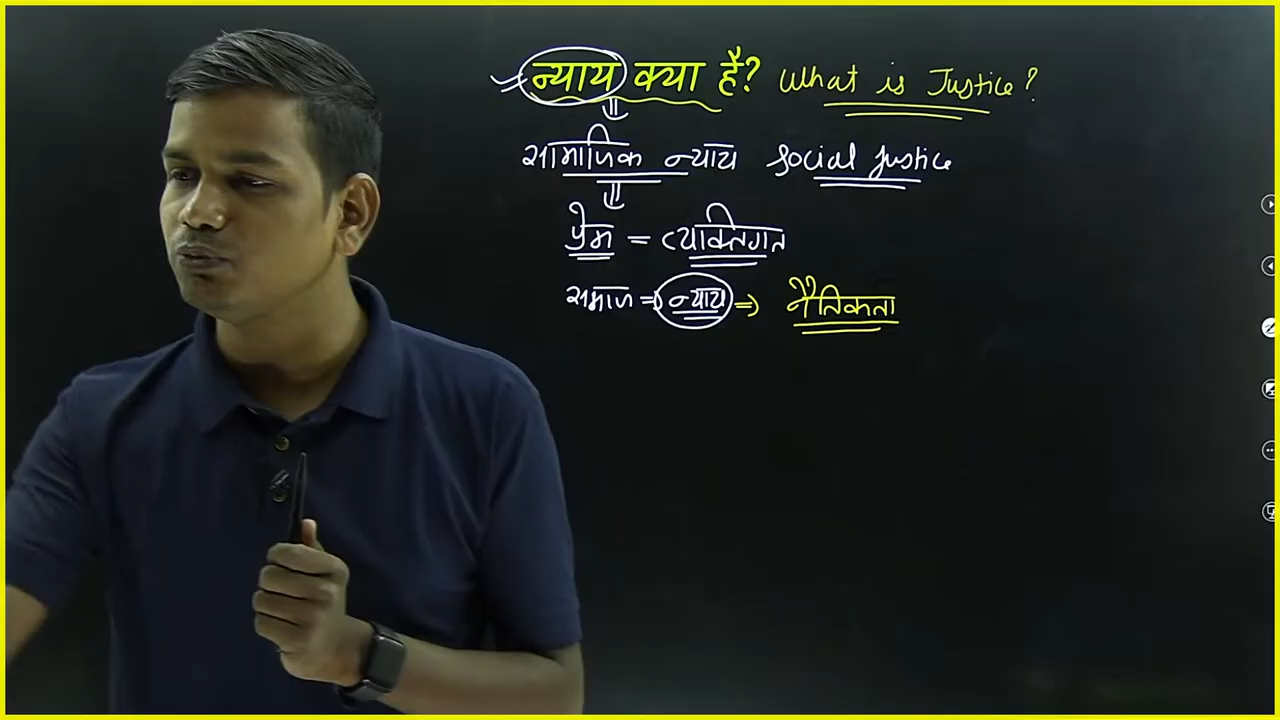 न्याय क्या है? What is Justice?
सामाजिक न्याय Social Justice
प्रेम = व्यक्तिगत
समाज => न्याय => नैतिकता